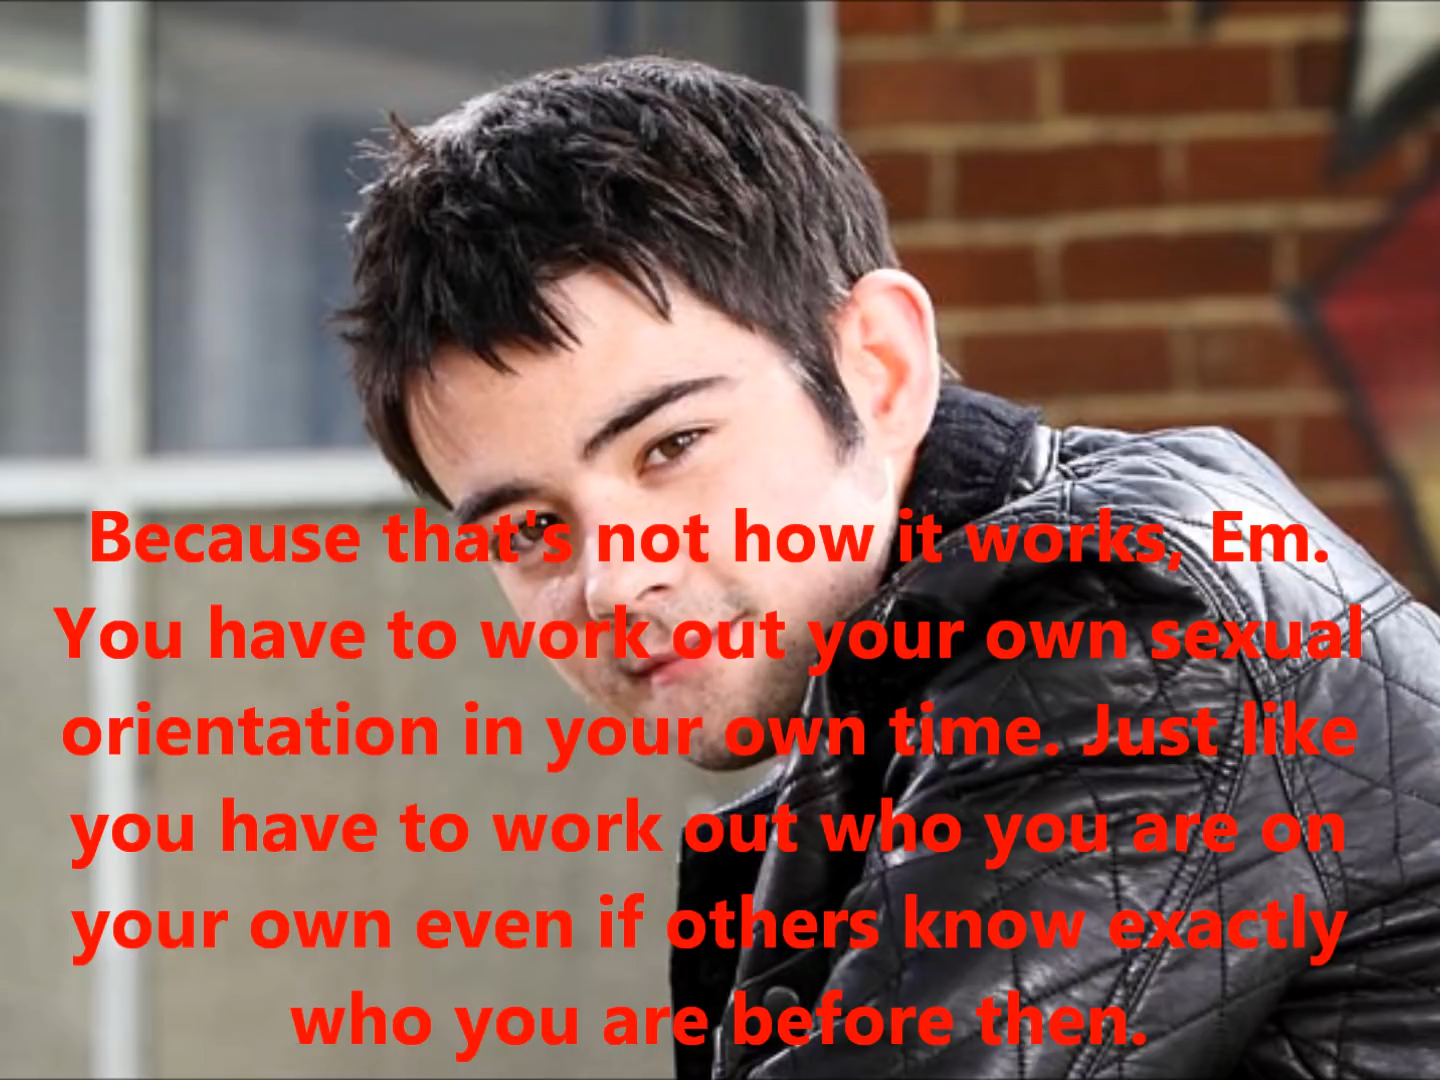 Because that's not how it works, Em.
You have to work out your own sexual
orientation in your own time. Just like
you have to work out who you are on
your own even if others know exactly
who you are before then.